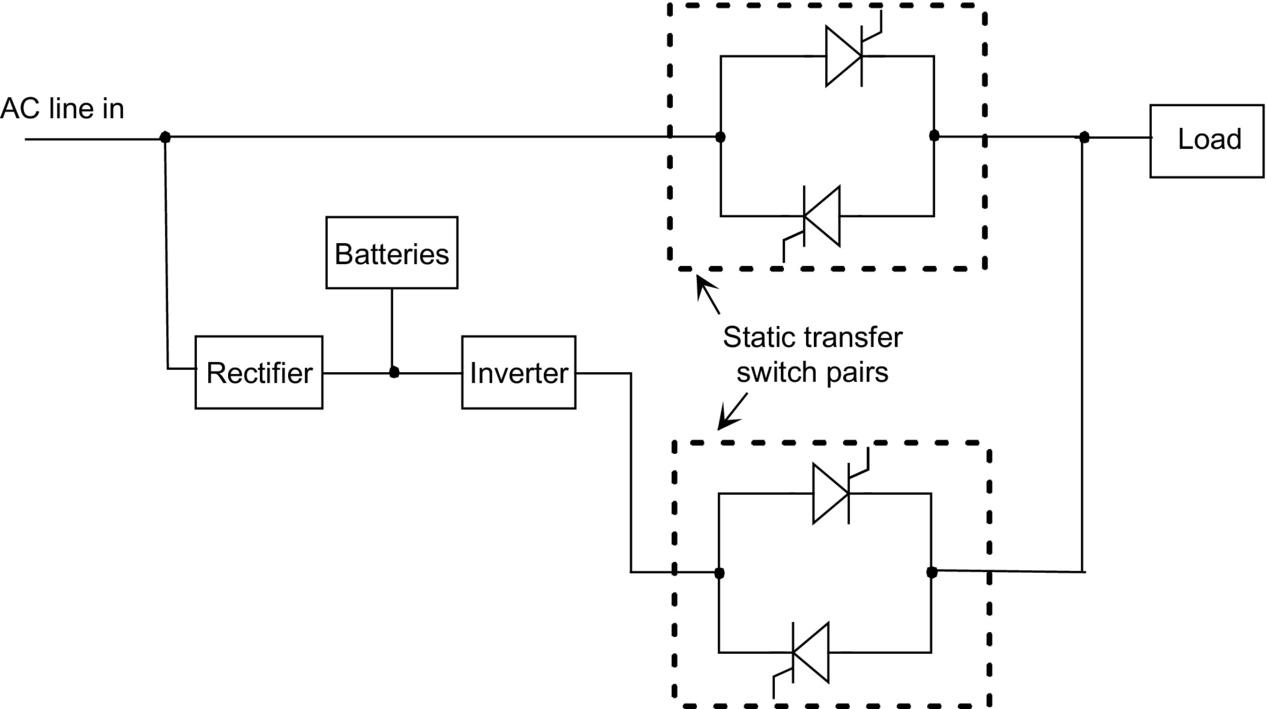 AC line in
Load
Batteries
Static transfer
switch pairs
Rectifier
Inverter